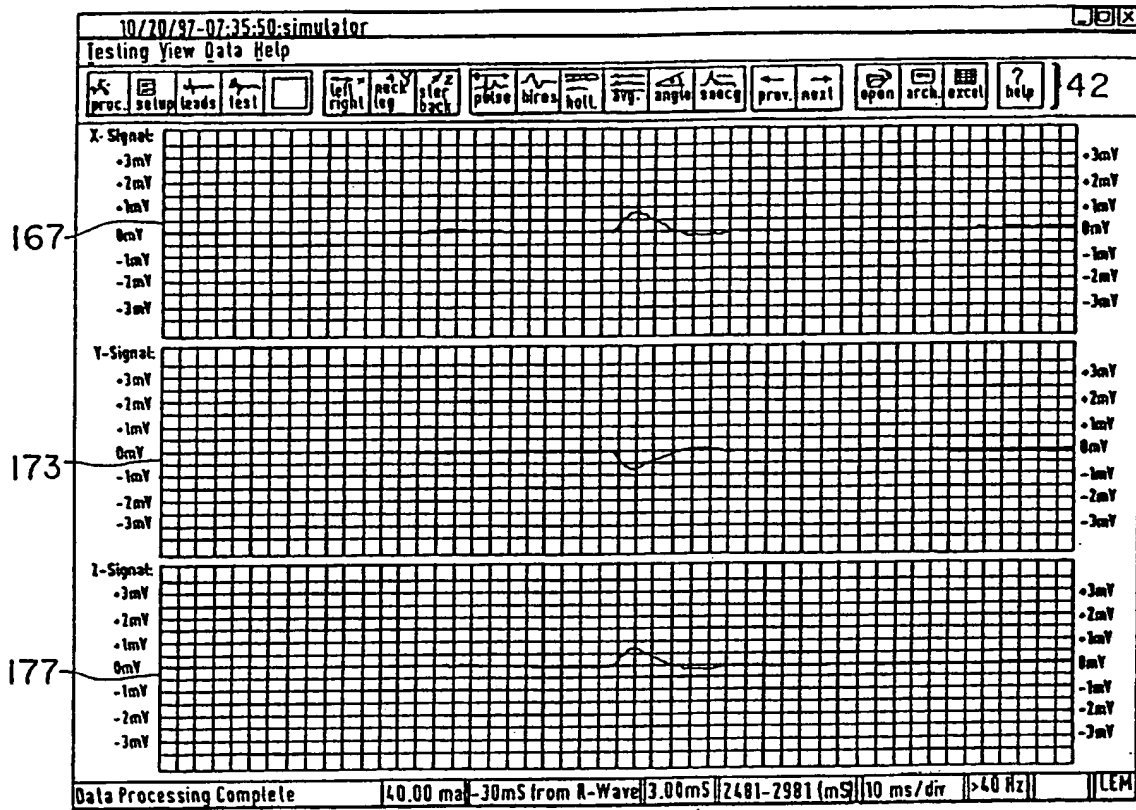 10/20/97-07:35:50:simulator
Testing View Data Help
proc. setup leads test left right neck leg ster back pulse holt. avg. angle saecg prev. next open arch. excel help 42
X-Signal:
+3mV +3mV
+2mV +2mV
+1mV +1mV
167 0mV 0mV
-1mV -1mV
-2mV -2mV
-3mV -3mV
Y-Signal:
+3mV +3mV
+2mV +2mV
+1mV +1mV
173 0mV 0mV
-1mV -1mV
-2mV -2mV
-3mV -3mV
Z-Signal:
+3mV +3mV
+2mV +2mV
+1mV +1mV
177 0mV 0mV
-1mV -1mV
-2mV -2mV
-3mV -3mV
Data Processing Complete 40.00 ma -30mS from R-Wave 3.00mS 2481-2981 (mS) 10 ms/div >40 Hz LEM